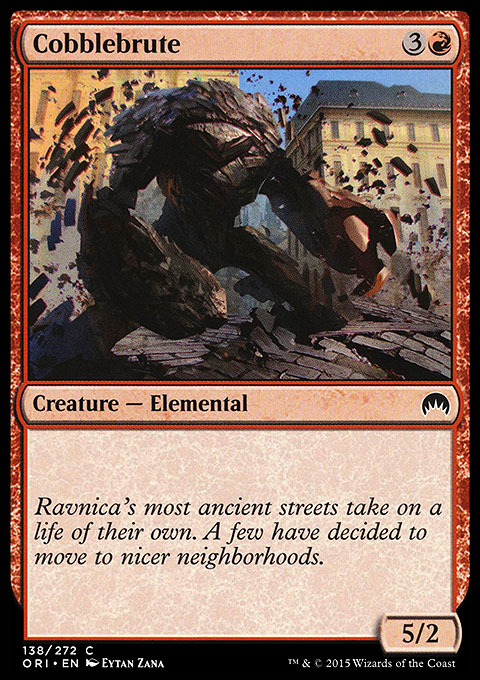 Cobblebrute 3
Creature — Elemental
Ravnica's most ancient streets take on a
life of their own. A few have decided to
move to nicer neighborhoods.
5/2
138/272 C
ORI • EN Eytan Zana
™ & © 2015 Wizards of the Coast